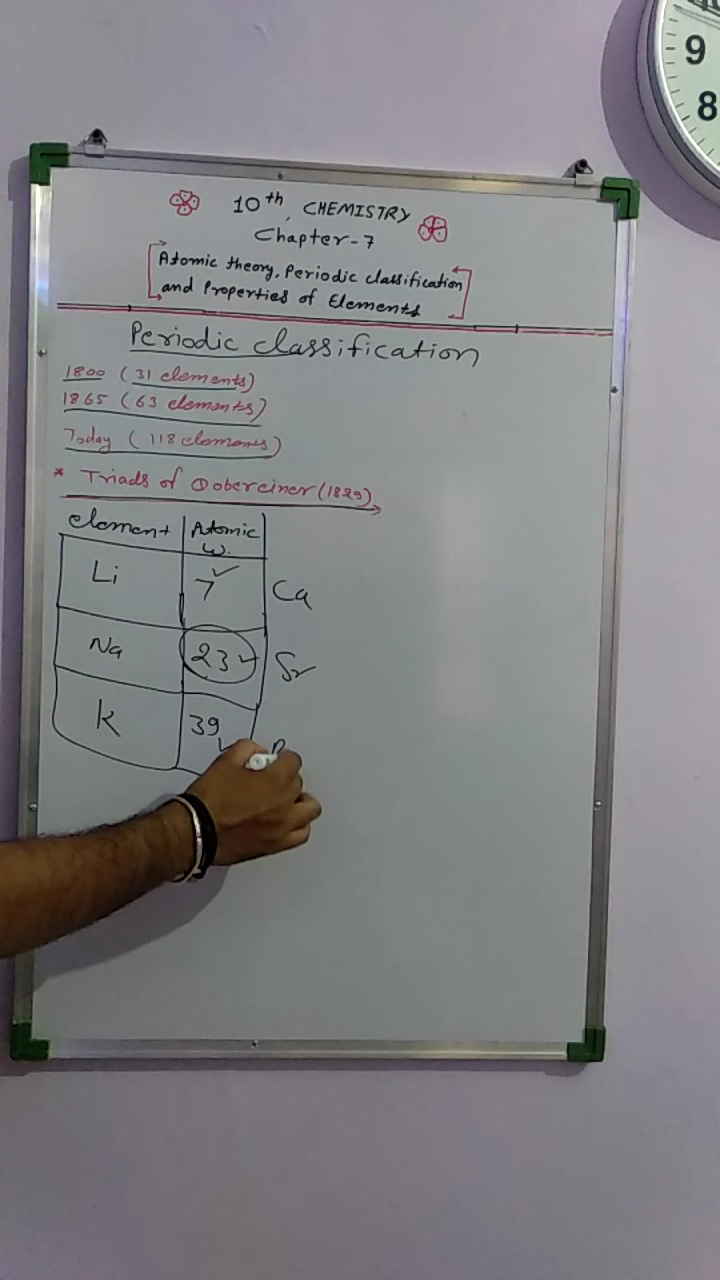 10th, CHEMISTRY
Chapter-7
Atomic theory, Periodic classification
and Properties of Elements
Periodic classification
1800 (31 elements)
1865 (63 elements)
Today (118 elements)
* Triads of Dobereiner (1829)
element Atomic
W.
Li 7 Ca
Na 23 Sr
K 39
9
8